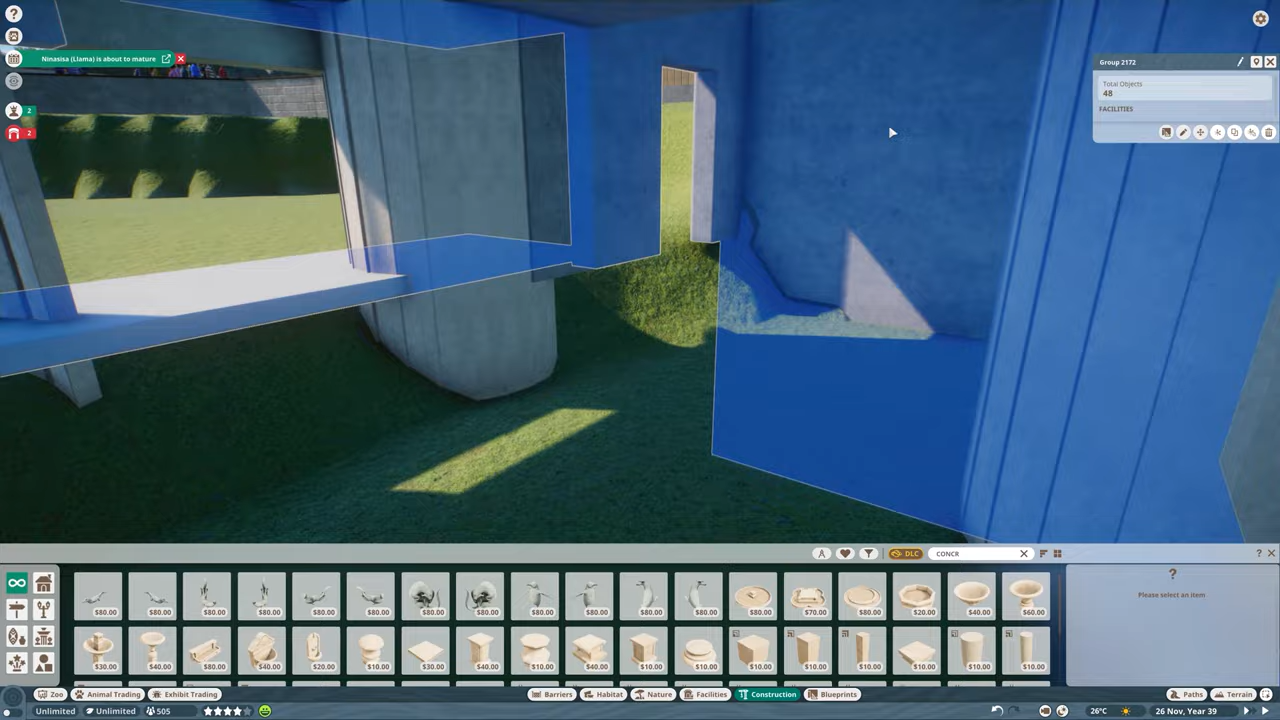 Ninasisa (Llama) is about to mature
2
2
Group 2172
Total Objects
48
FACILITIES
DLC
CONCR
?
Please select an item
$80.00 $80.00 $80.00 $80.00 $80.00 $80.00 $80.00 $80.00 $80.00 $80.00 $80.00 $80.00 $80.00 $70.00 $80.00 $20.00 $40.00 $60.00
$30.00 $40.00 $80.00 $40.00 $20.00 $10.00 $30.00 $40.00 $10.00 $40.00 $10.00 $10.00 $10.00 $10.00 $10.00 $10.00 $10.00 $10.00
Zoo Animal Trading Exhibit Trading Barriers Habitat Nature Facilities Construction Blueprints Paths Terrain
Unlimited Unlimited 505 26°C 26 Nov, Year 39